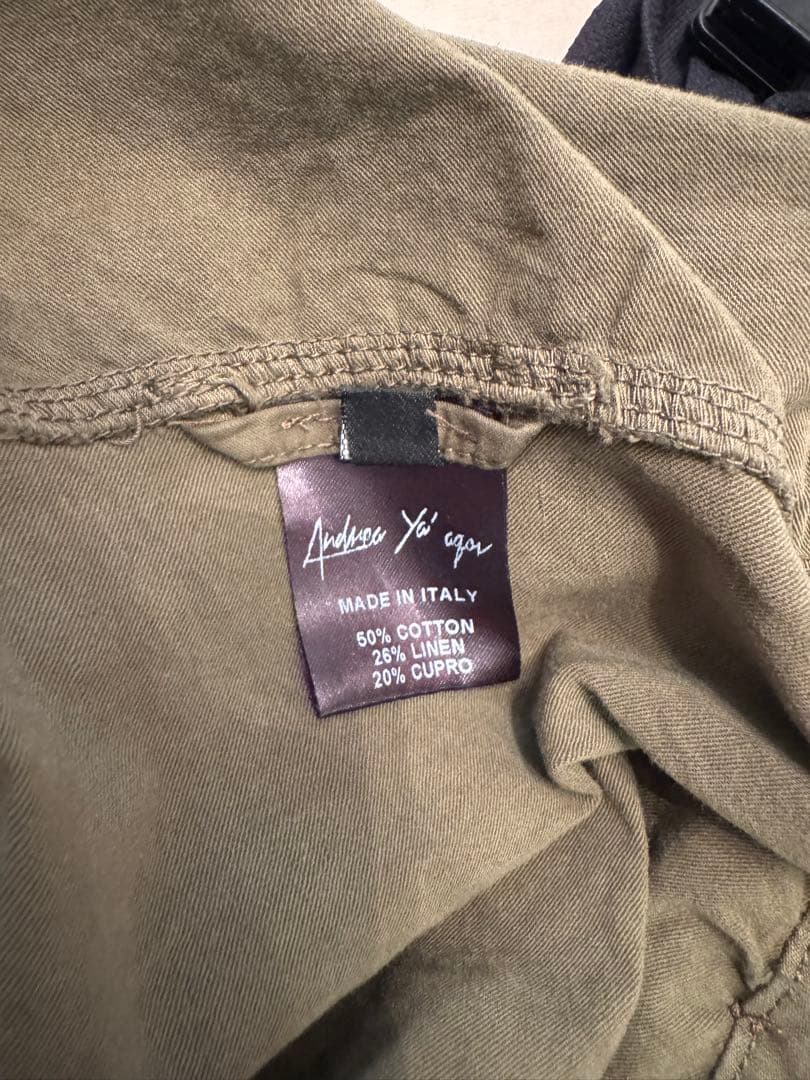 Andrea Ya' aqov
MADE IN ITALY
50% COTTON
26% LINEN
20% CUPRO